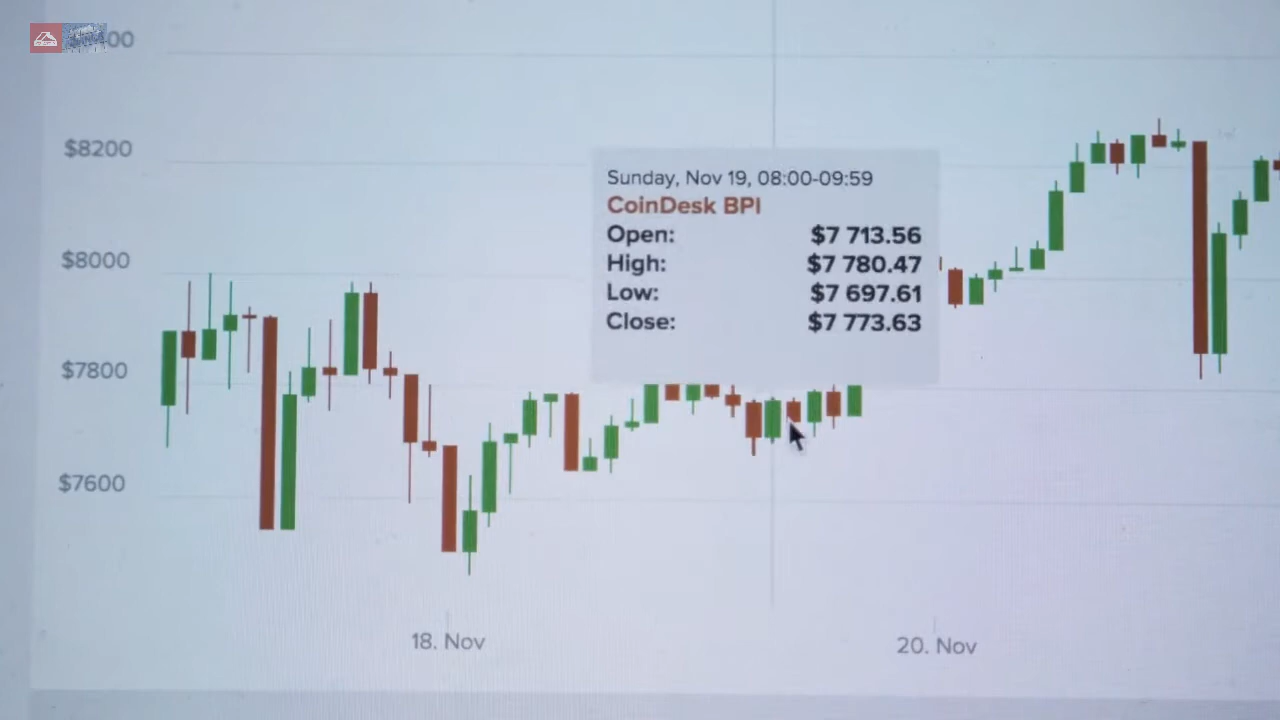 $8200
Sunday, Nov 19, 08:00-09:59
CoinDesk BPI
Open: $7 713.56
High: $7 780.47
Low: $7 697.61
Close: $7 773.63
$8000
$7800
$7600
18. Nov
20. Nov